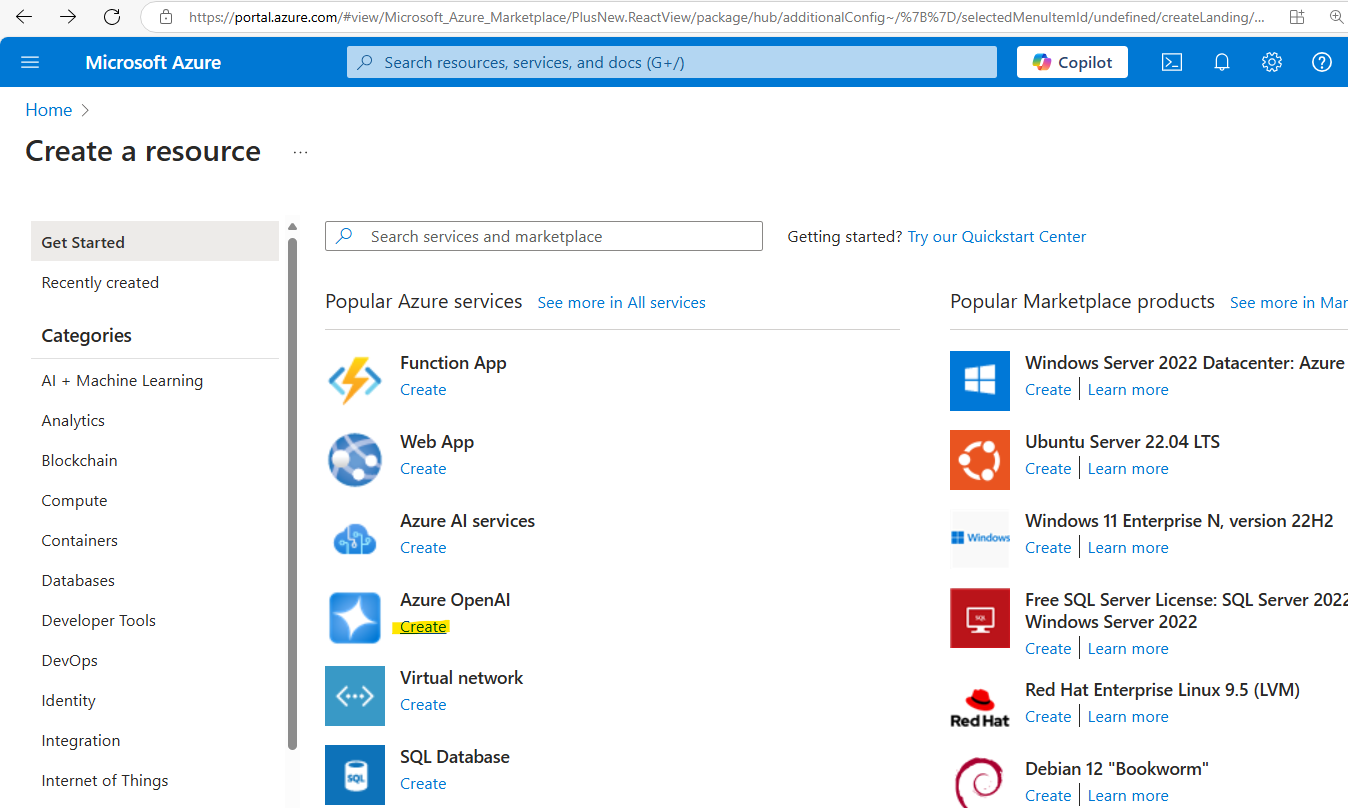 https://portal.azure.com/#view/Microsoft_Azure_Marketplace/PlusNew.ReactView/package/hub/additionalConfig~/%7B%7D/selectedMenuItemId/undefined/createLanding/...
Microsoft Azure
Search resources, services, and docs (G+/)
Copilot
Home
Create a resource
...
Get Started
Recently created
Categories
AI + Machine Learning
Analytics
Blockchain
Compute
Containers
Databases
Developer Tools
DevOps
Identity
Integration
Internet of Things
Search services and marketplace
Getting started? Try our Quickstart Center
Popular Azure services See more in All services
Function App
Create
Web App
Create
Azure AI services
Create
Azure OpenAI
Create
Virtual network
Create
SQL
SQL Database
Create
Popular Marketplace products See more in Mar
Windows Server 2022 Datacenter: Azure
Create | Learn more
Ubuntu Server 22.04 LTS
Create | Learn more
Windows
Windows 11 Enterprise N, version 22H2
Create | Learn more
SQL
Free SQL Server License: SQL Server 2022
Windows Server 2022
Create | Learn more
Red Hat
Red Hat Enterprise Linux 9.5 (LVM)
Create | Learn more
Debian 12 "Bookworm"
Create | Learn more